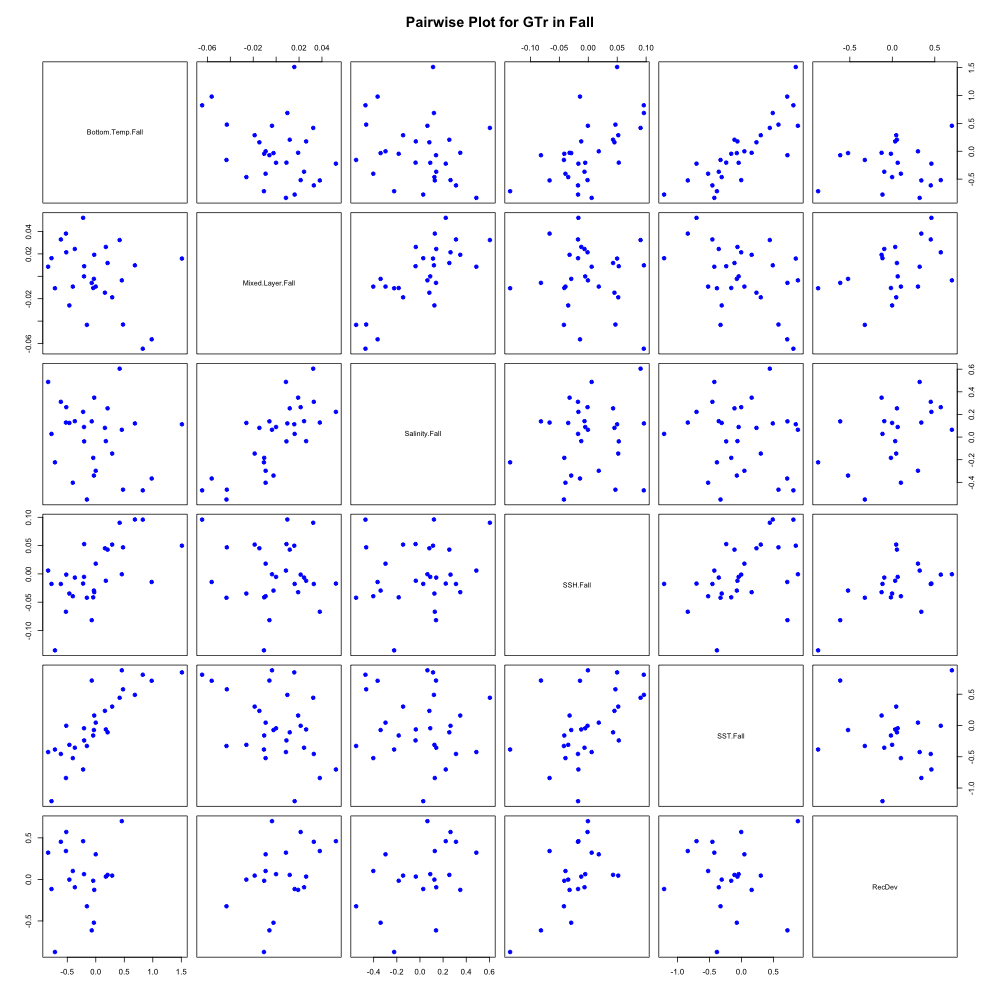 Pairwise Plot for GTr in Fall
-0.06 -0.02 0.02 0.04
-0.10 -0.05 0.00 0.05 0.10
-0.5 0.0 0.5
Bottom.Temp.Fall
-0.5 0.0 0.5 1.0 1.5
-0.06 -0.02 0.02 0.04
Mixed.Layer.Fall
Salinity.Fall
-0.4 -0.2 0.0 0.2 0.4 0.6
-0.10 -0.05 0.00 0.05 0.10
SSH.Fall
SST.Fall
-1.0 -0.5 0.0 0.5
-0.5 0.0 0.5
RecDev
-0.5 0.0 0.5 1.0 1.5
-0.4 -0.2 0.0 0.2 0.4 0.6
-1.0 -0.5 0.0 0.5